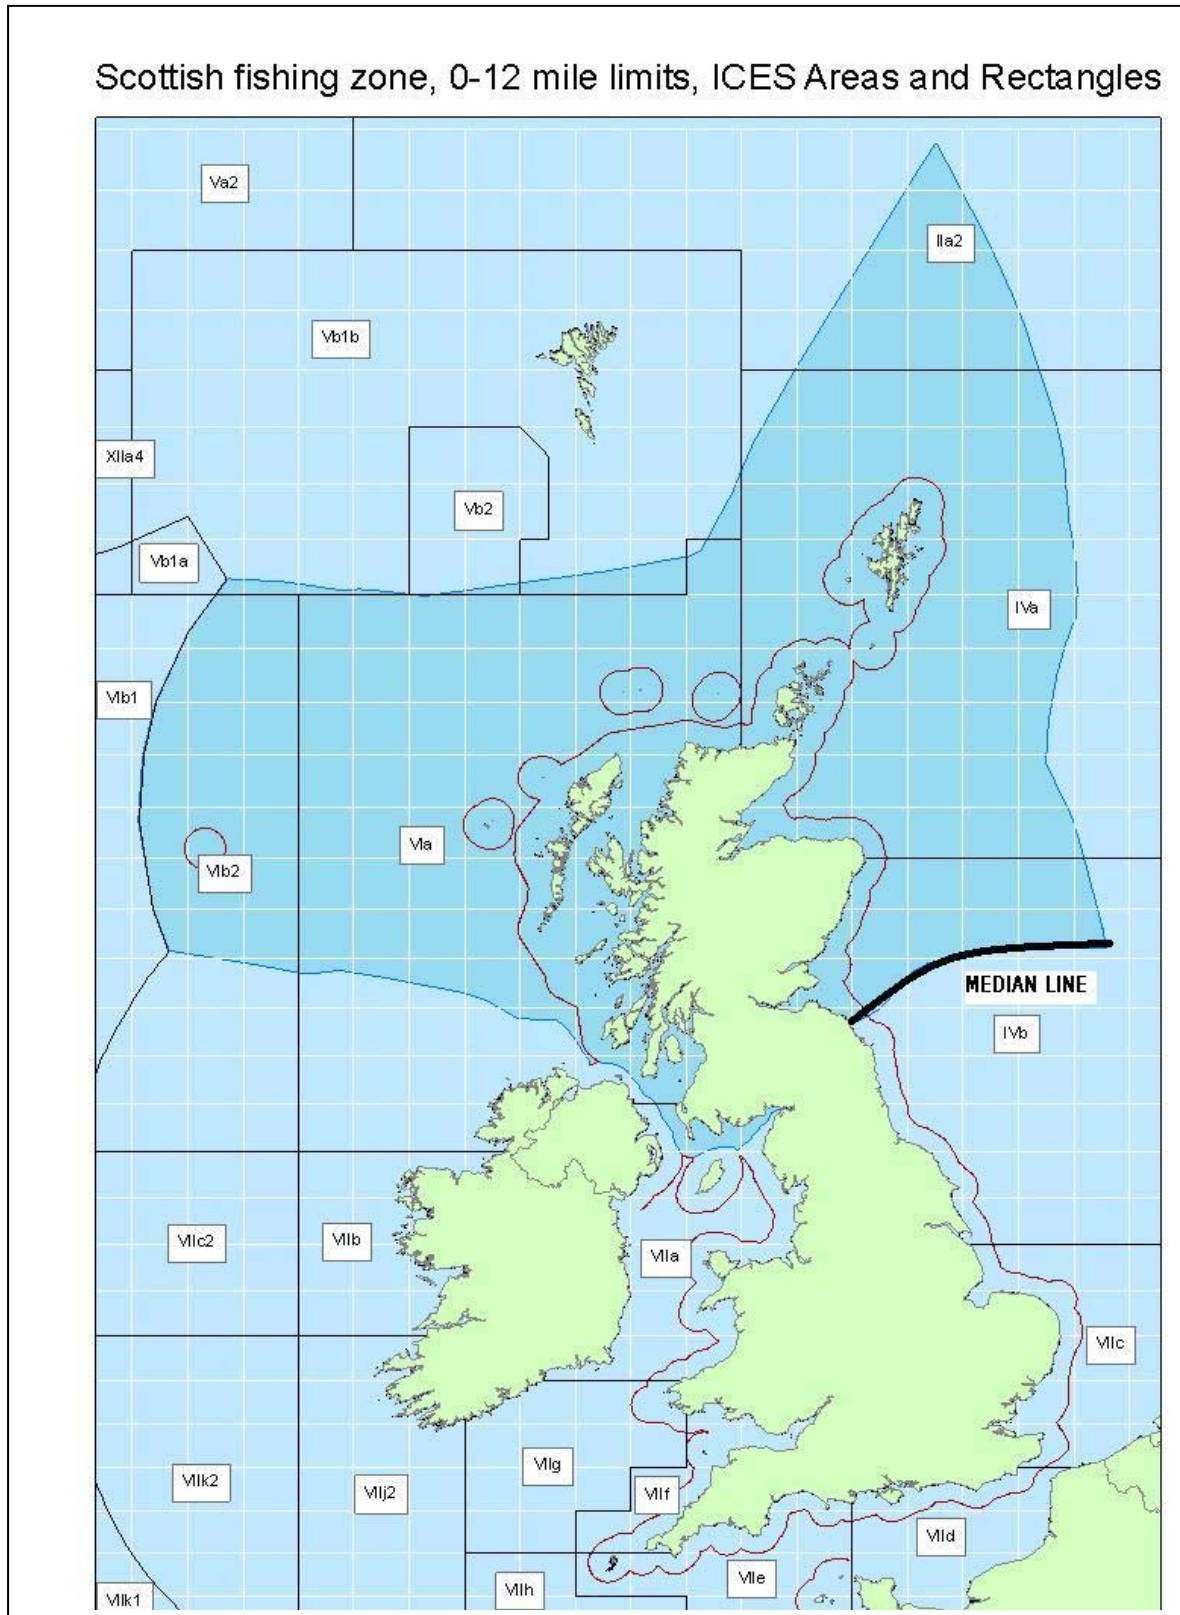 Scottish fishing zone, 0-12 mile limits, ICES Areas and Rectangles
Va2
IIa2
Vb1b
XIIa4
Vb2
Vb1a
IVa
VIb1
VIa
VIb2
MEDIAN LINE
IVb
VIIc2
VIIb
VIIa
VIIc
VIIg
VIIk2
VIIj2
VIIf
VIId
VIIe
VIIh
VIIk1